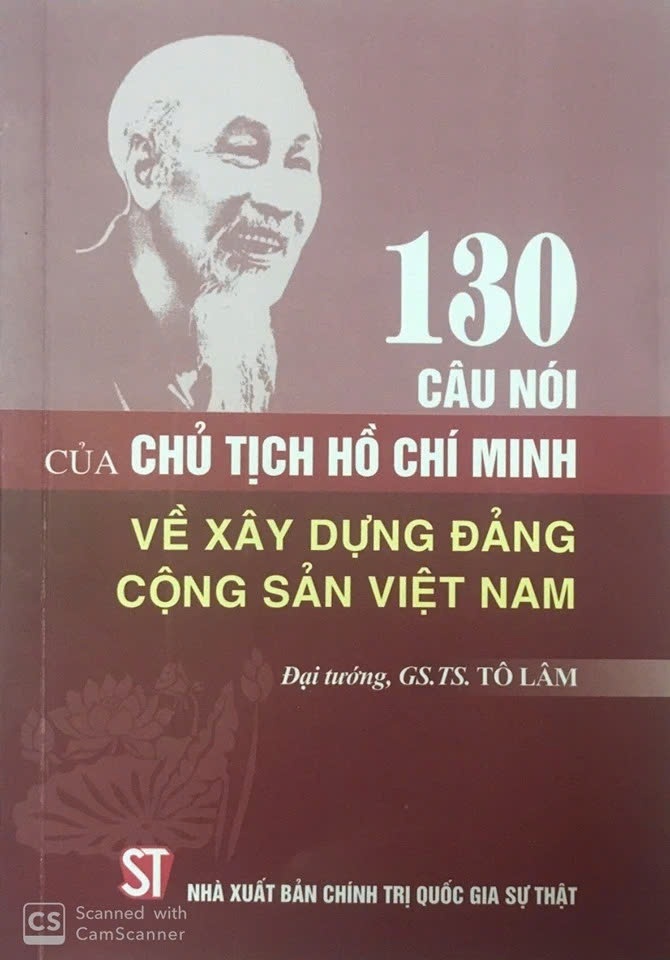 130
CÂU NÓI
CỦA CHỦ TỊCH HỒ CHÍ MINH
VỀ XÂY DỰNG ĐẢNG
CỘNG SẢN VIỆT NAM
Đại tướng, GS.TS. TÔ LÂM
ST
NHÀ XUẤT BẢN CHÍNH TRỊ QUỐC GIA SỰ THẬT
CS
Scanned with
CamScanner